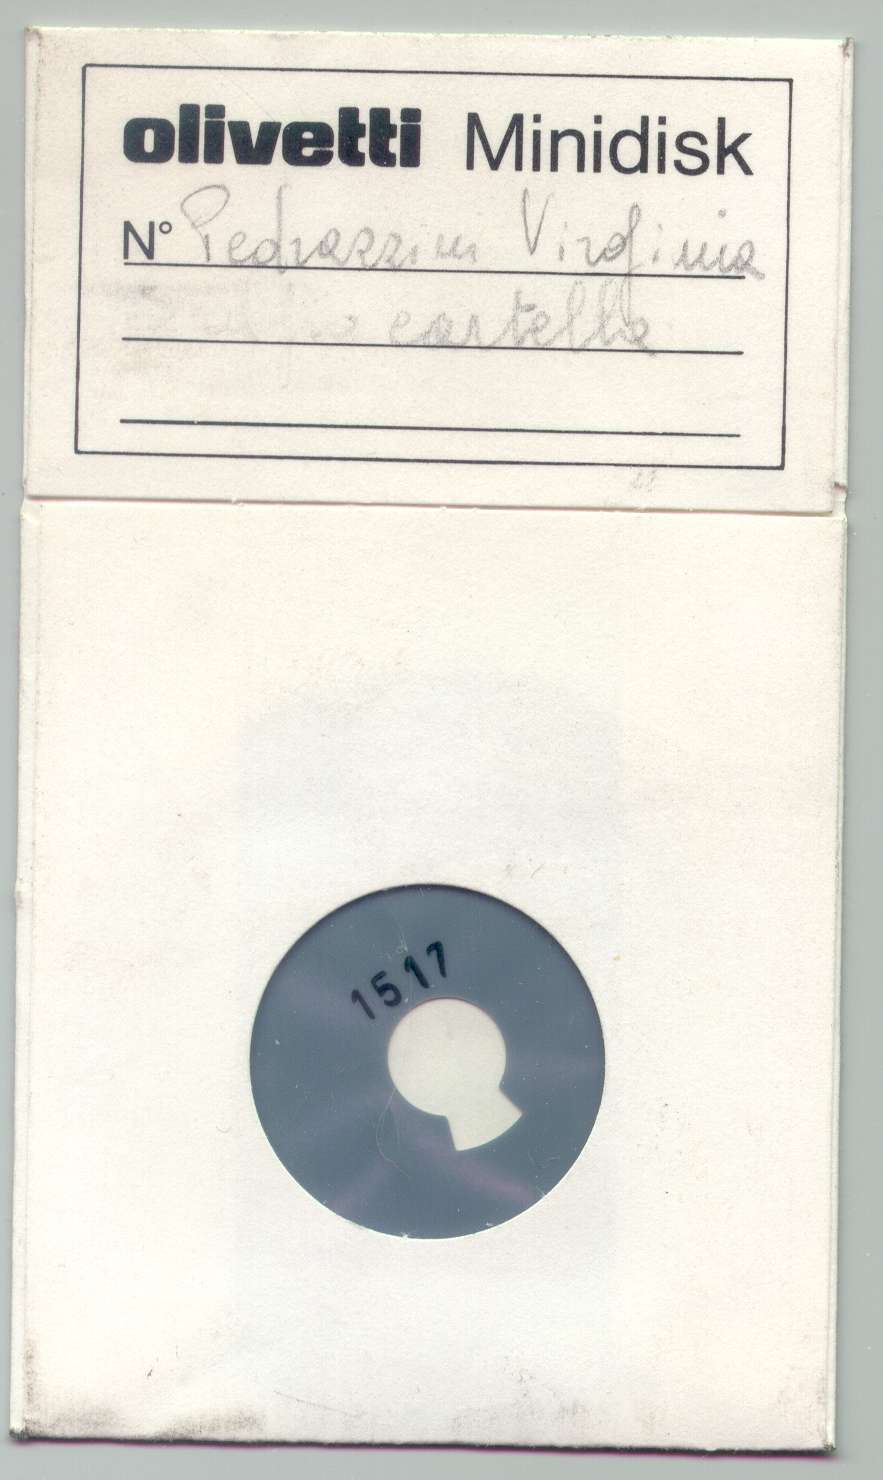 olivetti Minidisk
N° Pedrazzini Virginia
cartella
1517